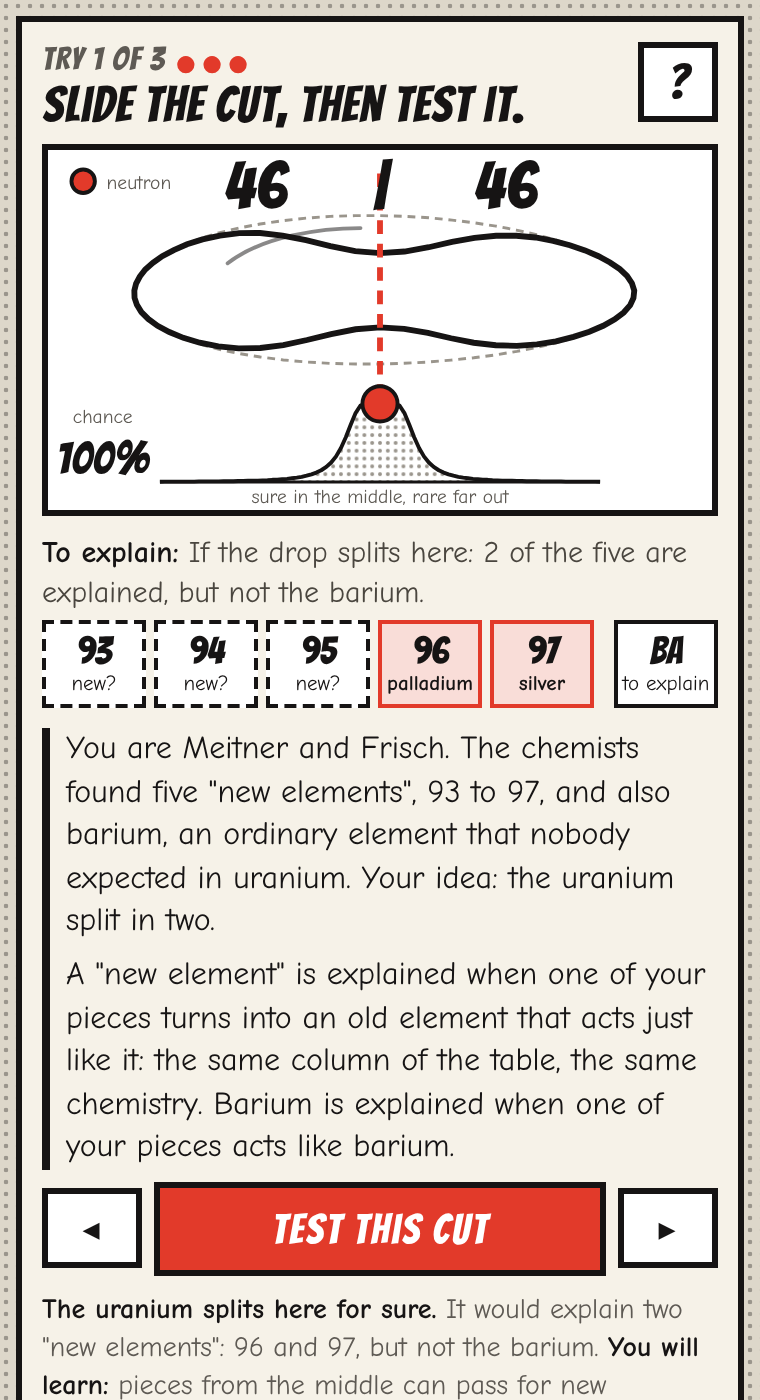 TRY 1 OF 3
SLIDE THE CUT, THEN TEST IT.
?
neutron
46 / 46
chance
100%
sure in the middle, rare far out
To explain: If the drop splits here: 2 of the five are
explained, but not the barium.
93 94 95 96 97 BA
new? new? new? palladium silver to explain
You are Meitner and Frisch. The chemists
found five "new elements", 93 to 97, and also
barium, an ordinary element that nobody
expected in uranium. Your idea: the uranium
split in two.
A "new element" is explained when one of your
pieces turns into an old element that acts just
like it: the same column of the table, the same
chemistry. Barium is explained when one of
your pieces acts like barium.
◄ TEST THIS CUT ►
The uranium splits here for sure. It would explain two
"new elements": 96 and 97, but not the barium. You will
learn: pieces from the middle can pass for new